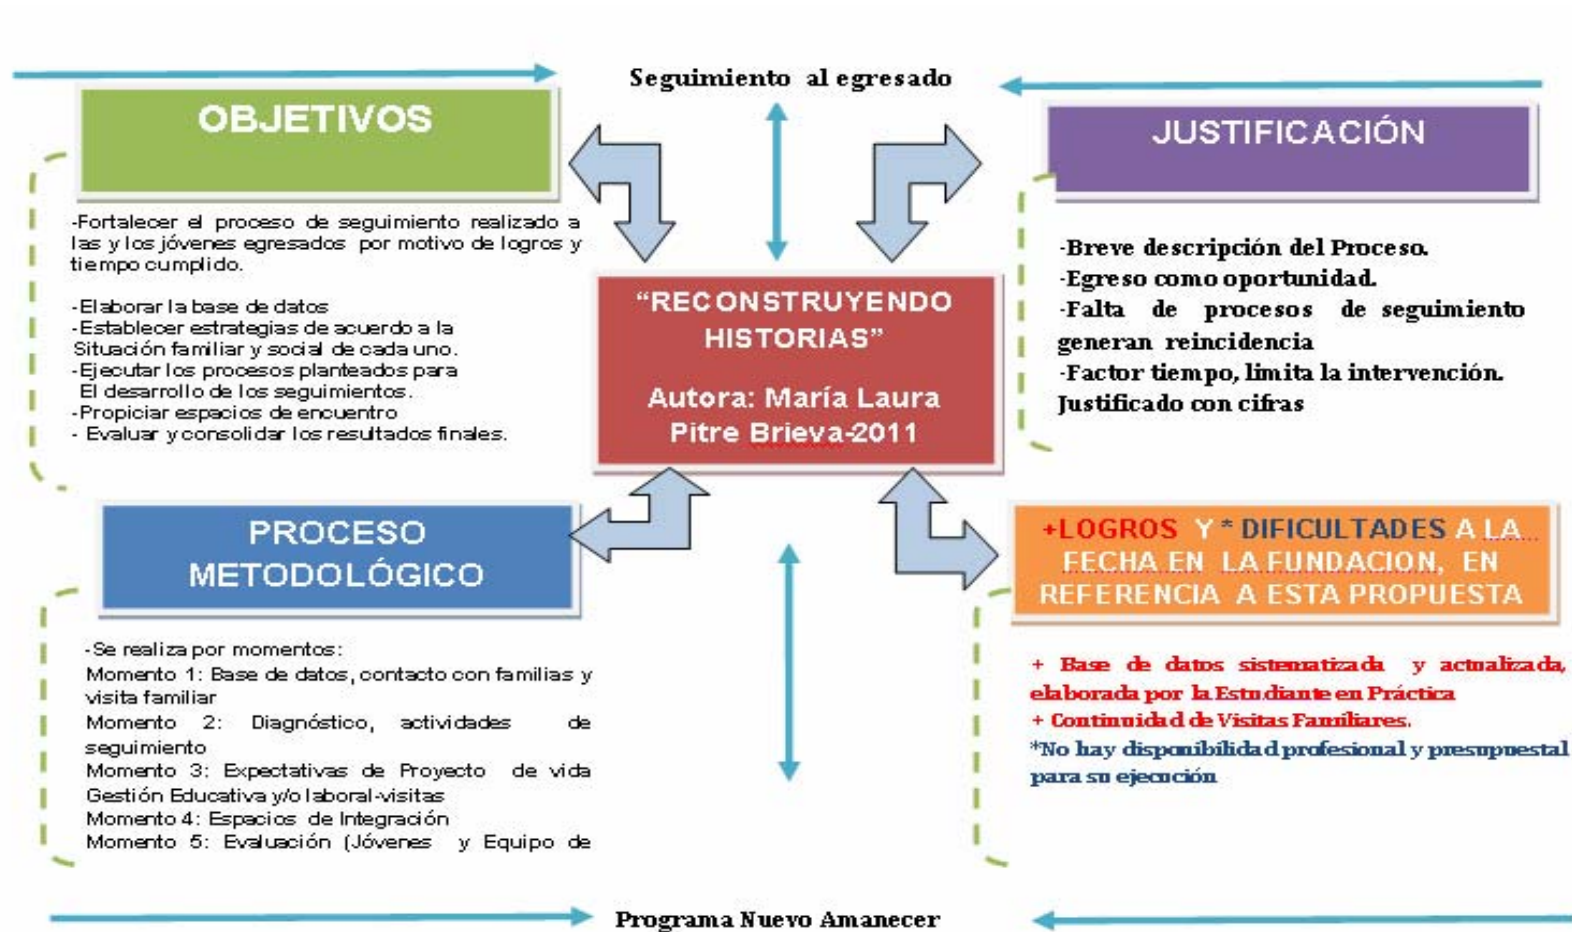 Seguimiento al egresado
OBJETIVOS
-Fortalecer el proceso de seguimiento realizado a
las y los jóvenes egresados por motivo de logros y
tiempo cumplido.
-Elaborar la base de datos
-Establecer estrategias de acuerdo a la
Situación familiar y social de cada uno.
-Ejecutar los procesos planteados para
El desarrollo de los seguimientos.
-Propiciar espacios de encuentro
- Evaluar y consolidar los resultados finales.
JUSTIFICACIÓN
-Breve descripción del Proceso.
-Egreso como oportunidad.
-Falta de procesos de seguimiento
generan reincidencia
-Factor tiempo, limita la intervención.
Justificado con cifras
“RECONSTRUYENDO
HISTORIAS”
Autora: María Laura
Pitre Brieva-2011
PROCESO
METODOLÓGICO
-Se realiza por momentos:
Momento 1: Base de datos, contacto con familias y
visita familiar
Momento 2: Diagnóstico, actividades de
seguimiento
Momento 3: Expectativas de Proyecto de vida
Gestión Educativa y/o laboral-visitas
Momento 4: Espacios de Integración
Momento 5: Evaluación (Jóvenes y Equipo de
+LOGROS Y * DIFICULTADES A LA
FECHA EN LA FUNDACION, EN
REFERENCIA A ESTA PROPUESTA
+ Base de datos sistematizada y actualizada,
elaborada por la Estudiante en Práctica
+ Continuidad de Visitas Familiares.
*No hay disponibilidad profesional y presupuestal
para su ejecución
Programa Nuevo Amanecer